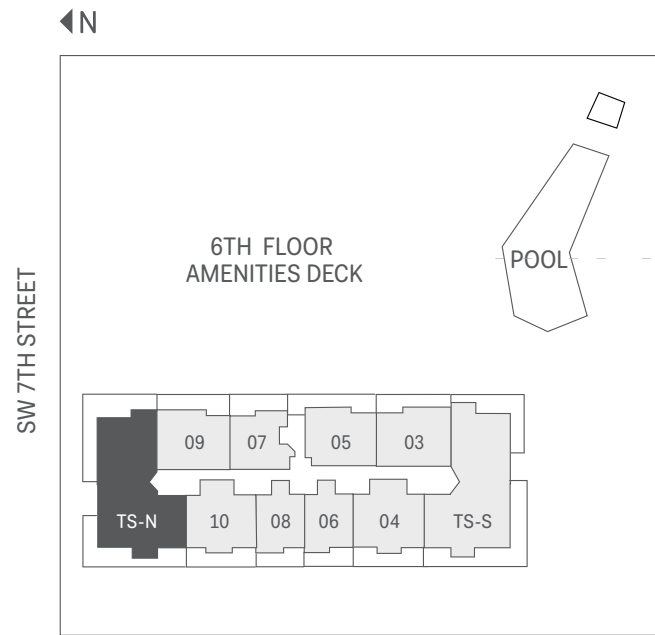 N
6TH FLOOR
AMENITIES DECK
POOL
SW 7TH STREET
09 07 05 03
TS-N 10 08 06 04 TS-S